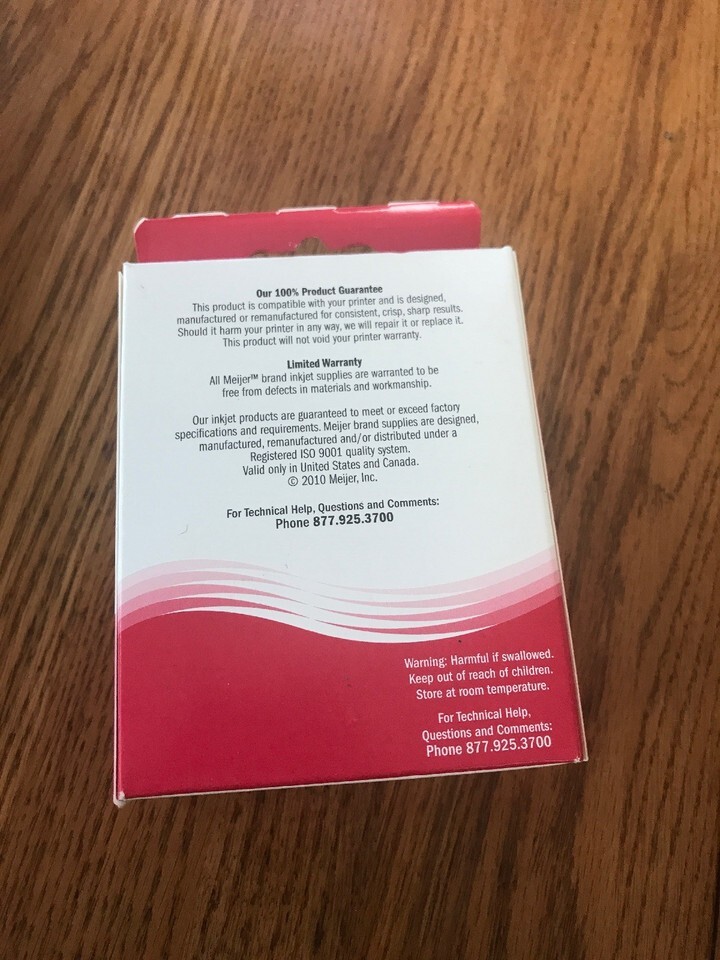 Our 100% Product Guarantee
This product is compatible with your printer and is designed,
manufactured or remanufactured for consistent, crisp, sharp results.
Should it harm your printer in any way, we will repair it or replace it.
This product will not void your printer warranty.
Limited Warranty
All Meijer™ brand inkjet supplies are warranted to be
free from defects in materials and workmanship.
Our inkjet products are guaranteed to meet or exceed factory
specifications and requirements. Meijer brand supplies are designed,
manufactured, remanufactured and/or distributed under a
Registered ISO 9001 quality system.
Valid only in United States and Canada.
© 2010 Meijer, Inc.
For Technical Help, Questions and Comments:
Phone 877.925.3700
Warning: Harmful if swallowed.
Keep out of reach of children.
Store at room temperature.
For Technical Help,
Questions and Comments:
Phone 877.925.3700